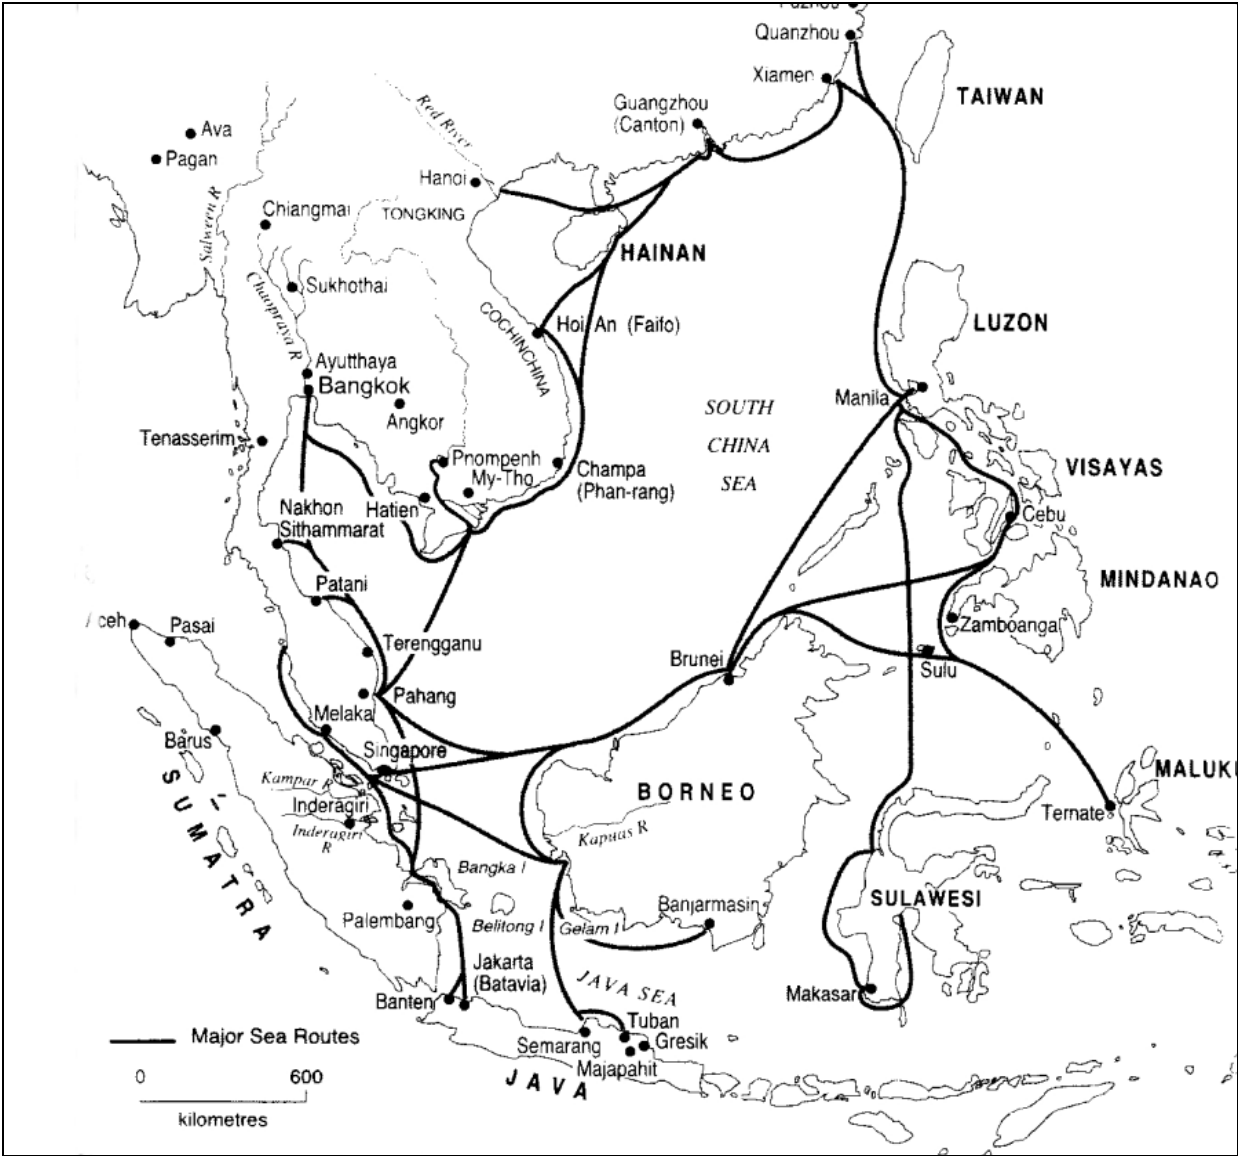 Quanzhou
Xiamen
TAIWAN
Guangzhou
(Canton)
Red River
Ava
Pagan
Hanoi
Salween R
Chiangmai
TONGKING
HAINAN
Sukhothai
Chaopraya R
COCHINCHINA
Hoi An (Faifo)
LUZON
Ayutthaya
Bangkok
Angkor
Manila
SOUTH
CHINA
SEA
Tenasserim
Pnompenh
My-Tho
Champa
(Phan-rang)
VISAYAS
Nakhon
Sithammarat
Hatien
Cebu
Patani
MINDANAO
Aceh
Pasai
Zamboanga
Terengganu
Brunei
Sulu
Pahang
Melaka
Barus
Singapore
SUMATRA
Kampar R
BORNEO
MALUKU
Inderagiri
Inderagiri
R
Kapuas R
Ternate
Bangka I
SULAWESI
Palembang
Belitong I
Gelam I
Banjarmasin
Jakarta
(Batavia)
JAVA SEA
Banten
Makasar
Major Sea Routes
Tuban
Semarang
Gresik
Majapahit
JAVA
0 600
kilometres